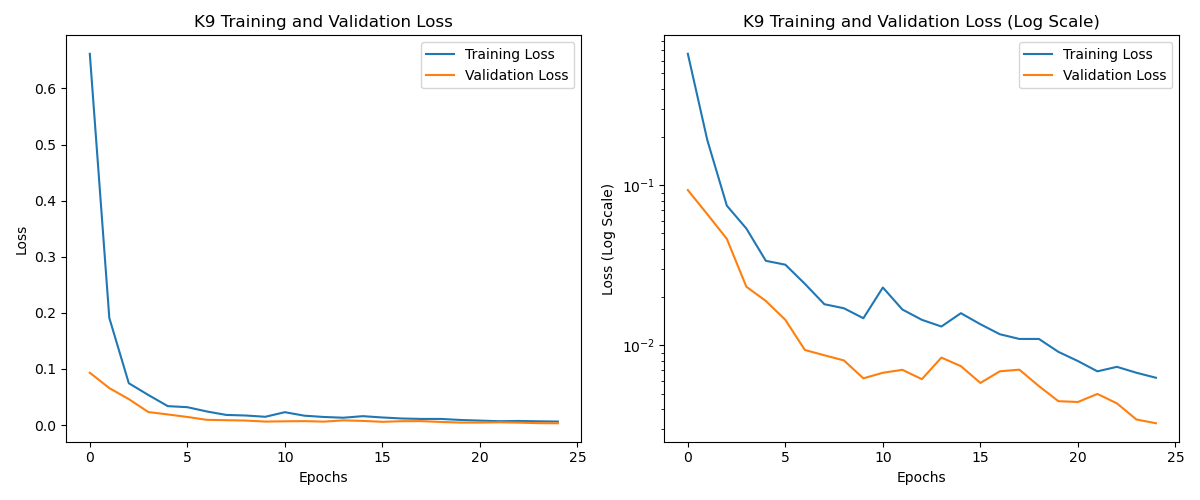 K9 Training and Validation Loss
Training Loss
Validation Loss
0.6
0.5
0.4
0.3
0.2
0.1
0.0
Loss
0 5 10 15 20 25
Epochs
K9 Training and Validation Loss (Log Scale)
Training Loss
Validation Loss
10⁻¹
10⁻²
Loss (Log Scale)
0 5 10 15 20 25
Epochs